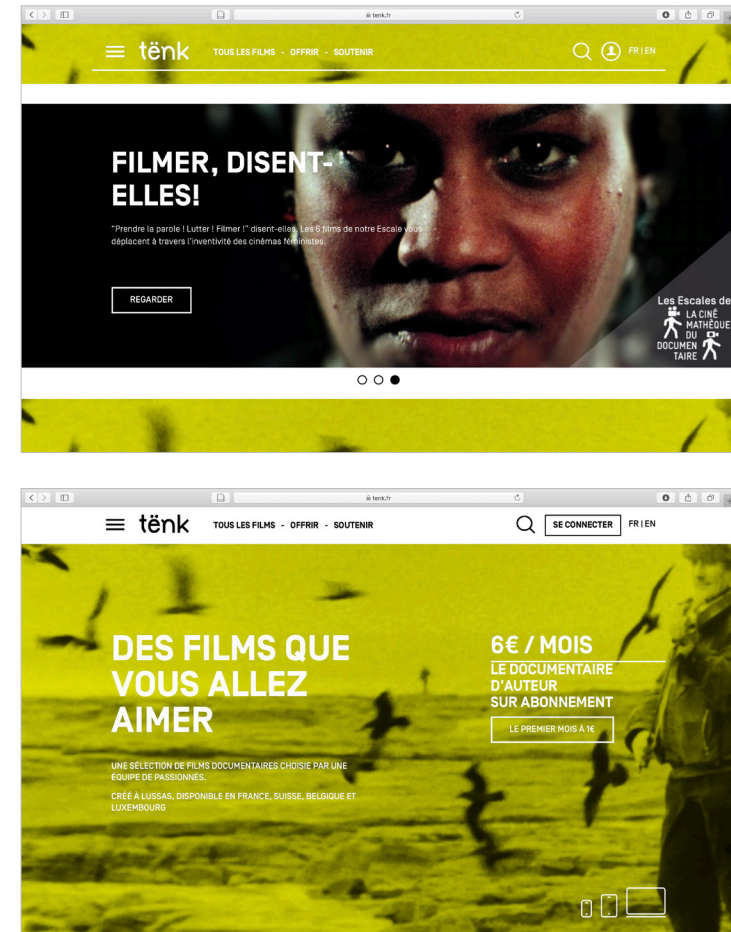 tenk.fr
tënk TOUS LES FILMS - OFFRIR - SOUTENIR FR | EN
FILMER, DISENT-
ELLES!
"Prendre la parole ! Lutter ! Filmer !" disent-elles. Les 6 films de notre Escale vous
déplacent à travers l'inventivité des cinémas féministes.
REGARDER
Les Escales de
LA CINÉ
MATHÈQUE
DU
DOCUMEN
TAIRE
tenk.fr
tënk TOUS LES FILMS - OFFRIR - SOUTENIR SE CONNECTER FR | EN
DES FILMS QUE
VOUS ALLEZ
AIMER
UNE SÉLECTION DE FILMS DOCUMENTAIRES CHOISIE PAR UNE
ÉQUIPE DE PASSIONNÉS.
CRÉÉ À LUSSAS, DISPONIBLE EN FRANCE, SUISSE, BELGIQUE ET
LUXEMBOURG
6€ / MOIS
LE DOCUMENTAIRE
D'AUTEUR
SUR ABONNEMENT
LE PREMIER MOIS À 1€